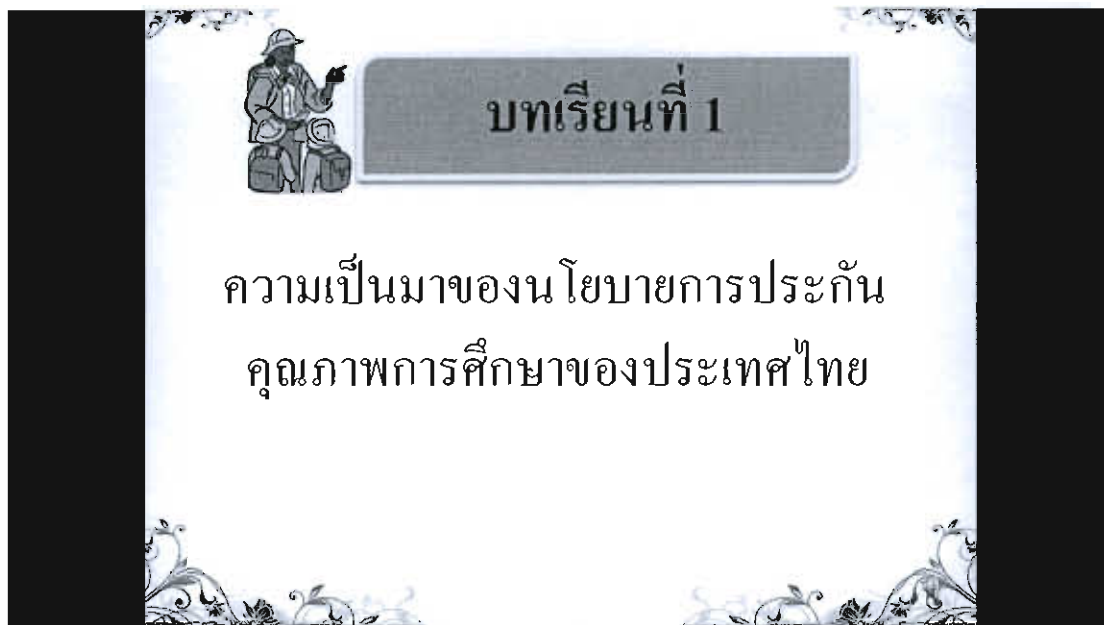 บทเรียนที่ 1
ความเป็นมาของนโยบายการประกัน
คุณภาพการศึกษาของประเทศไทย